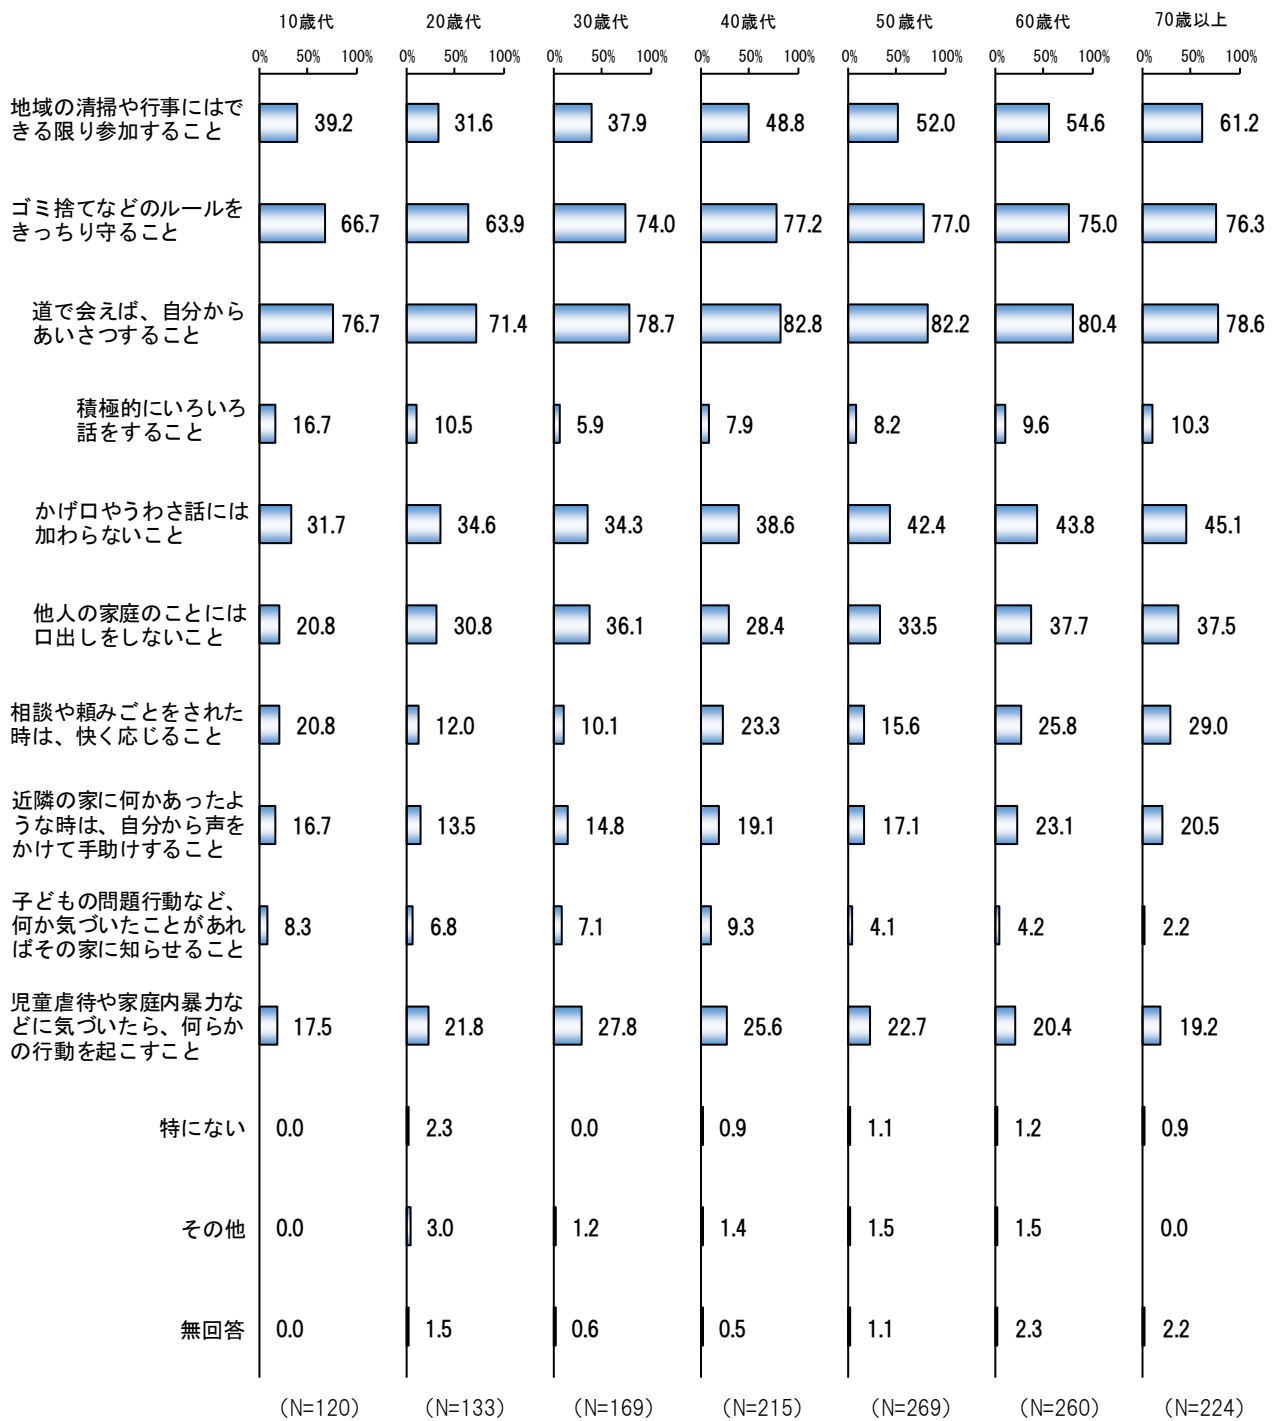 10歳代 20歳代 30歳代 40歳代 50歳代 60歳代 70歳以上
0% 50% 100% 0% 50% 100% 0% 50% 100% 0% 50% 100% 0% 50% 100% 0% 50% 100% 0% 50% 100%
地域の清掃や行事にはで
きる限り参加すること
39.2 31.6 37.9 48.8 52.0 54.6 61.2
ゴミ捨てなどのルールを
きっちり守ること
66.7 63.9 74.0 77.2 77.0 75.0 76.3
道で会えば、自分から
あいさつすること
76.7 71.4 78.7 82.8 82.2 80.4 78.6
積極的にいろいろ
話をすること
16.7 10.5 5.9 7.9 8.2 9.6 10.3
かげ口やうわさ話には
加わらないこと
31.7 34.6 34.3 38.6 42.4 43.8 45.1
他人の家庭のことには
口出しをしないこと
20.8 30.8 36.1 28.4 33.5 37.7 37.5
相談や頼みごとをされた
時は、快く応じること
20.8 12.0 10.1 23.3 15.6 25.8 29.0
近隣の家に何かあったよ
うな時は、自分から声を
かけて手助けすること
16.7 13.5 14.8 19.1 17.1 23.1 20.5
子どもの問題行動など、
何か気づいたことがあれ
ばその家に知らせること
8.3 6.8 7.1 9.3 4.1 4.2 2.2
児童虐待や家庭内暴力な
どに気づいたら、何らか
の行動を起こすこと
17.5 21.8 27.8 25.6 22.7 20.4 19.2
特にない 0.0 2.3 0.0 0.9 1.1 1.2 0.9
その他 0.0 3.0 1.2 1.4 1.5 1.5 0.0
無回答 0.0 1.5 0.6 0.5 1.1 2.3 2.2
(N=120) (N=133) (N=169) (N=215) (N=269) (N=260) (N=224)